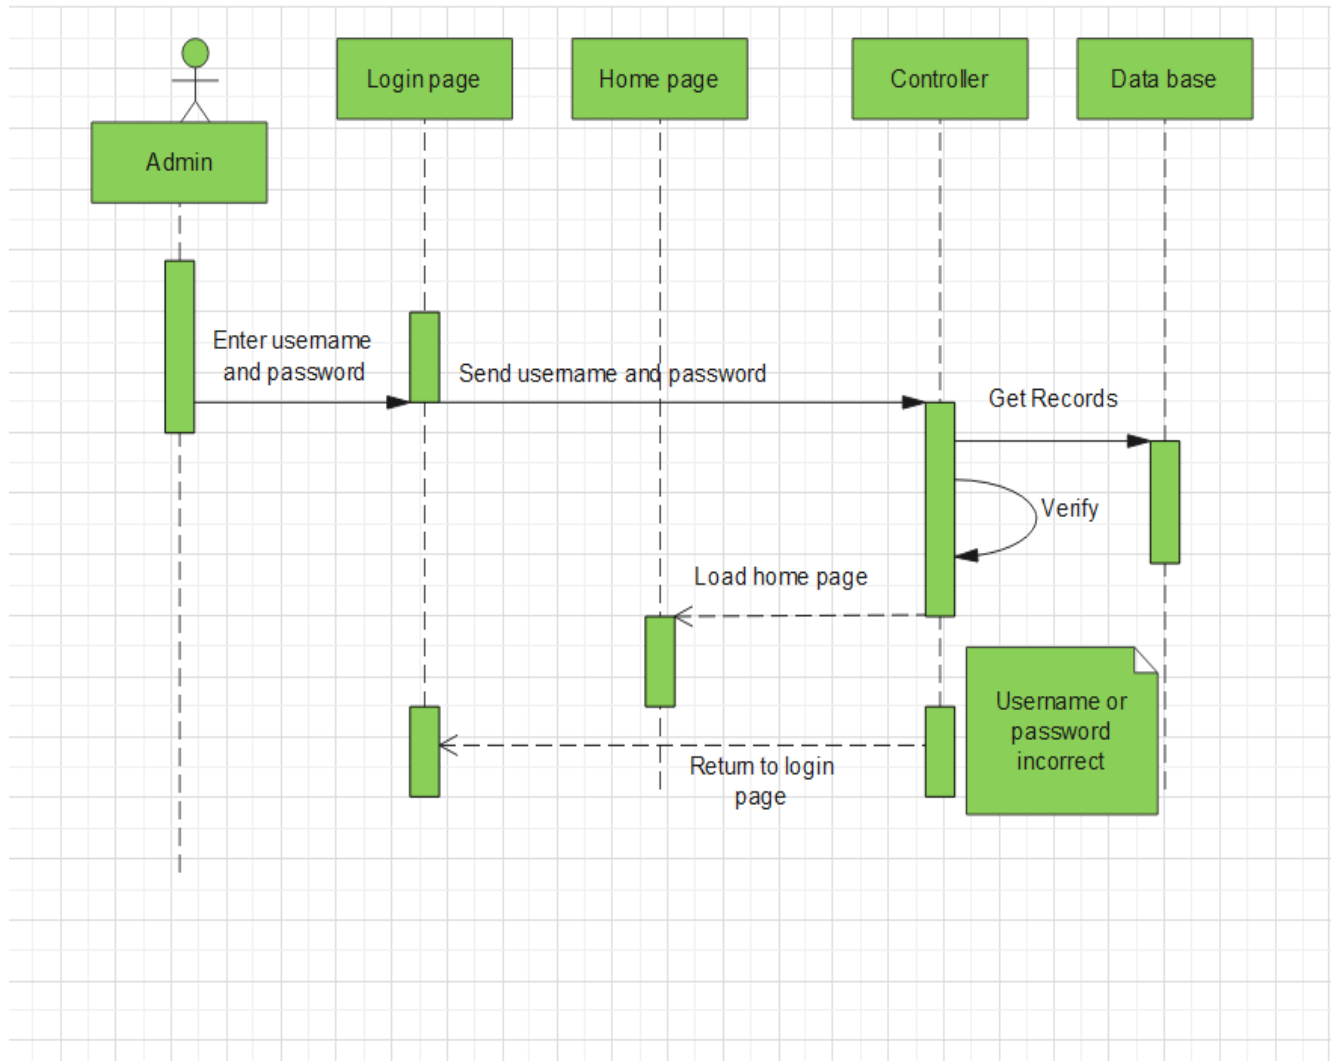 Login page
Home page
Controller
Data base
Admin
Enter username
and password
Send username and password
Get Records
Verify
Load home page
Username or
password
incorrect
Return to login
page